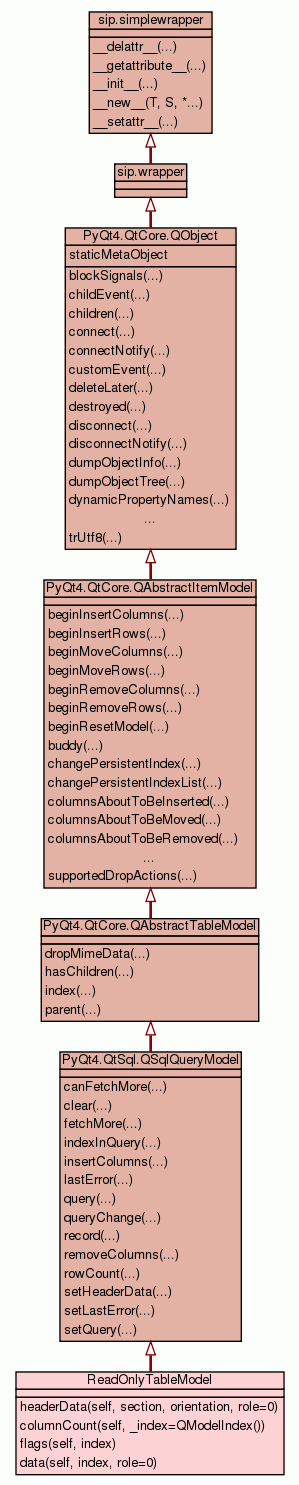 sip.simplewrapper
__delattr__(...)
__getattribute__(...)
__init__(...)
__new__(T, S, *...)
__setattr__(...)
sip.wrapper
PyQt4.QtCore.QObject
staticMetaObject
blockSignals(...)
childEvent(...)
children(...)
connect(...)
connectNotify(...)
customEvent(...)
deleteLater(...)
destroyed(...)
disconnect(...)
disconnectNotify(...)
dumpObjectInfo(...)
dumpObjectTree(...)
dynamicPropertyNames(...)
...
trUtf8(...)
PyQt4.QtCore.QAbstractItemModel
beginInsertColumns(...)
beginInsertRows(...)
beginMoveColumns(...)
beginMoveRows(...)
beginRemoveColumns(...)
beginRemoveRows(...)
beginResetModel(...)
buddy(...)
changePersistentIndex(...)
changePersistentIndexList(...)
columnsAboutToBeInserted(...)
columnsAboutToBeMoved(...)
columnsAboutToBeRemoved(...)
...
supportedDropActions(...)
PyQt4.QtCore.QAbstractTableModel
dropMimeData(...)
hasChildren(...)
index(...)
parent(...)
PyQt4.QtSql.QSqlQueryModel
canFetchMore(...)
clear(...)
fetchMore(...)
indexInQuery(...)
insertColumns(...)
lastError(...)
query(...)
queryChange(...)
record(...)
removeColumns(...)
rowCount(...)
setHeaderData(...)
setLastError(...)
setQuery(...)
ReadOnlyTableModel
headerData(self, section, orientation, role=0)
columnCount(self, _index=QModelIndex())
flags(self, index)
data(self, index, role=0)